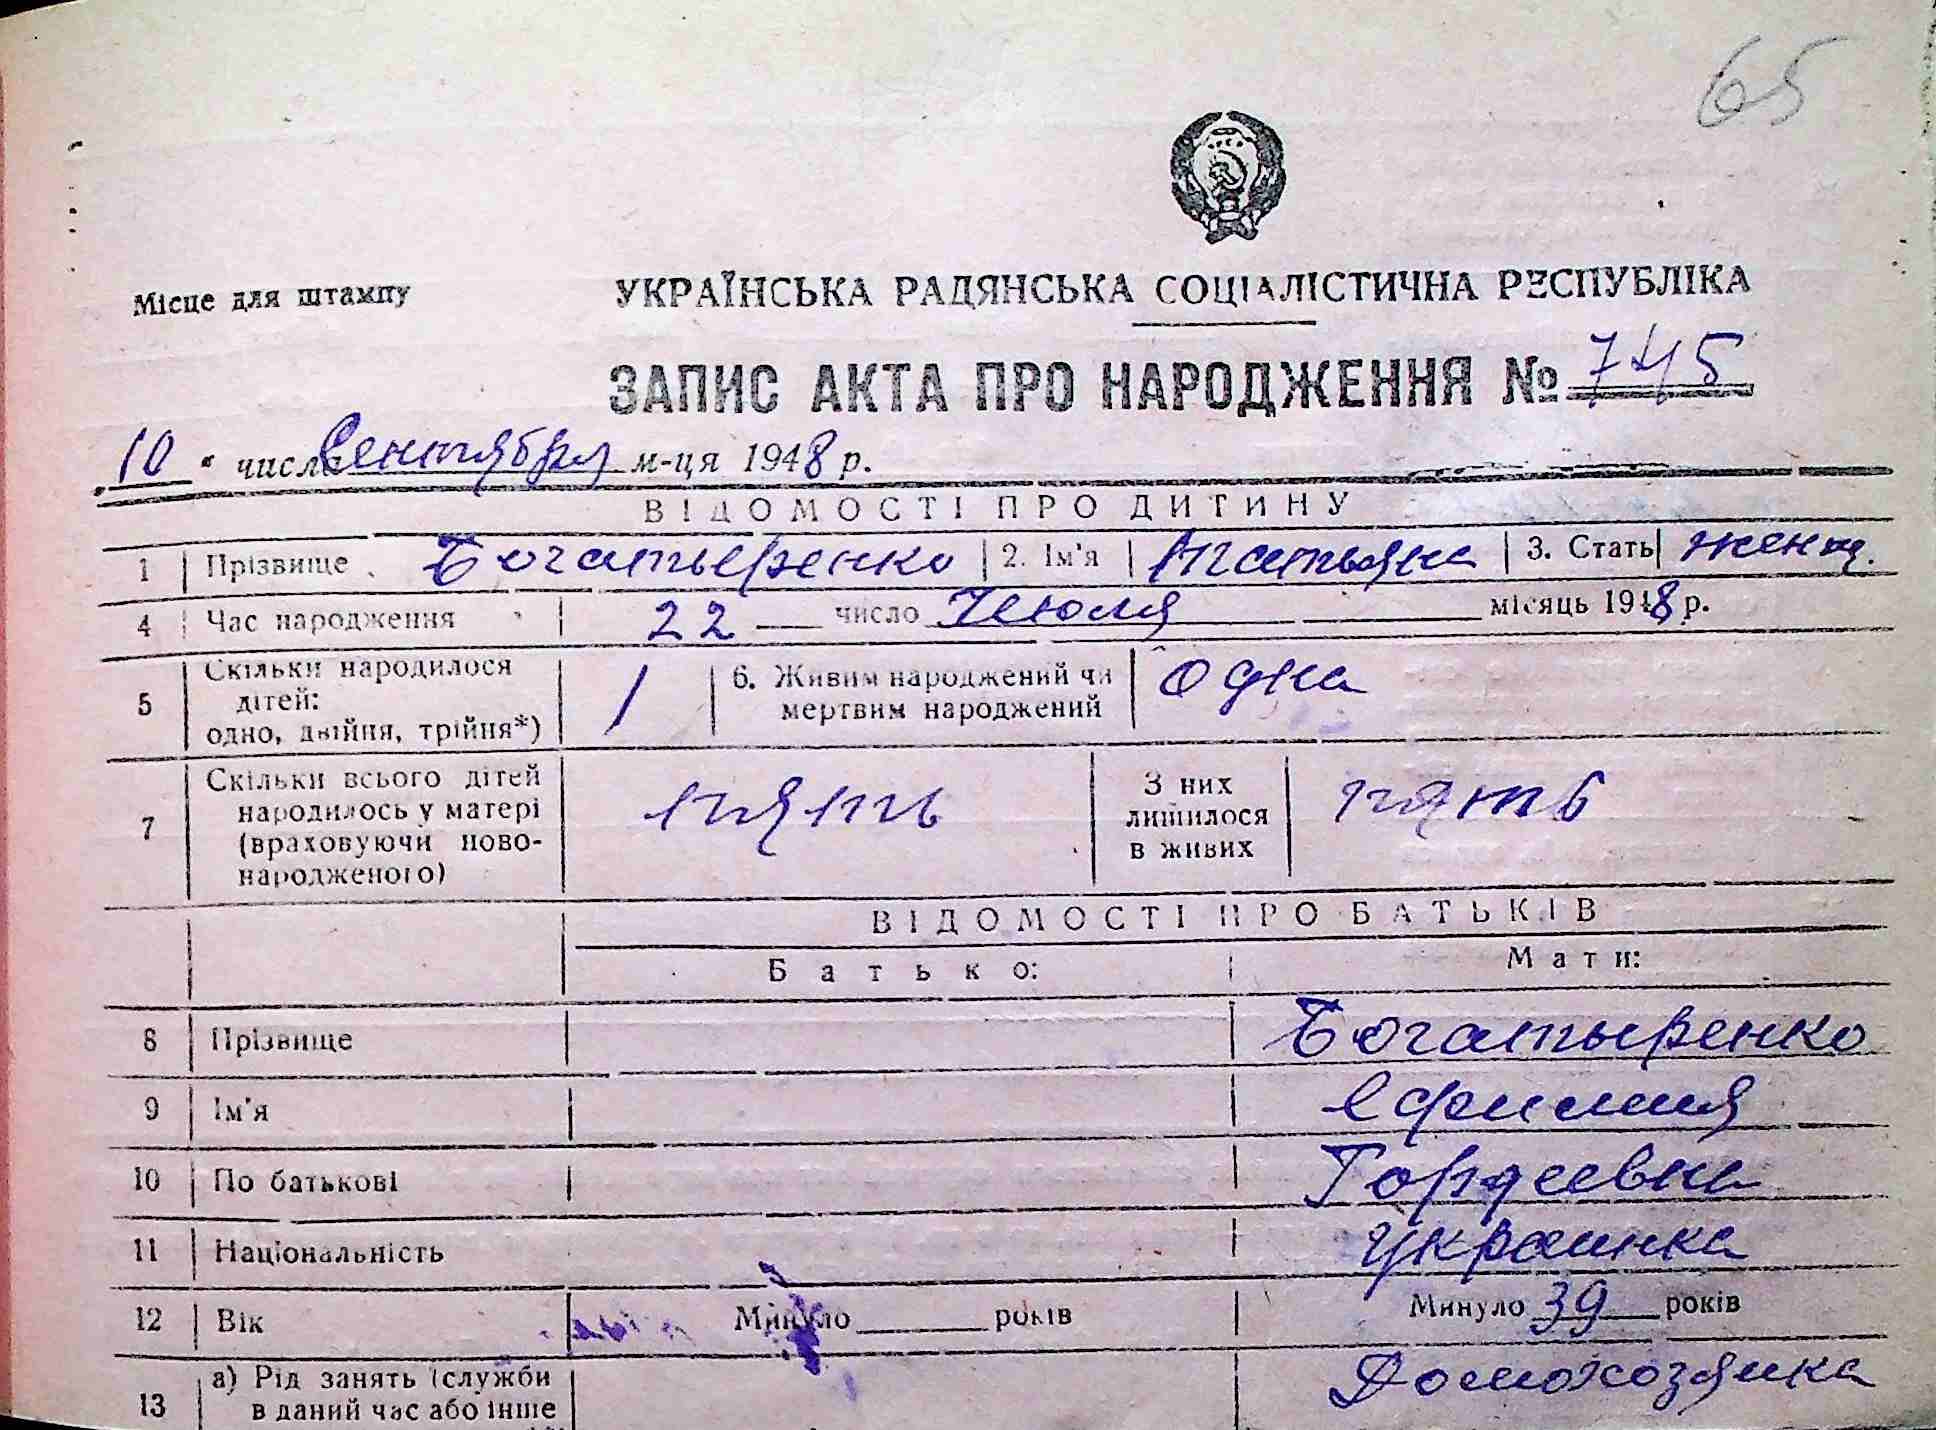 65
Місце для штампу
УКРАЇНСЬКА РАДЯНСЬКА СОЦІАЛІСТИЧНА РЕСПУБЛІКА
ЗАПИС АКТА ПРО НАРОДЖЕННЯ № 745
10 " числа Сентября м-ця 1948 р.
ВІДОМОСТІ ПРО ДИТИНУ
1 Прізвище Богатыренко 2. Ім'я Татьяна 3. Стать женск.
4 Час народження 22 число Июля місяць 1948 р.
5 Скільки народилося дітей: одно, двійня, трійня*) 1 6. Живим народжений чи мертвим народжений одна
7 Скільки всього дітей народилось у матері (враховуючи ново-народженого) пять З них лишилося в живих пять
ВІДОМОСТІ ПРО БАТЬКІВ
Батько: Мати:
8 Прізвище Богатыренко
9 Ім'я Ефимия
10 По батькові Гордеевна
11 Національність украинка
12 Вік Минуло років Минуло 39 років
13 а) Рід занять (служби в даний час або інше Домохозяйка